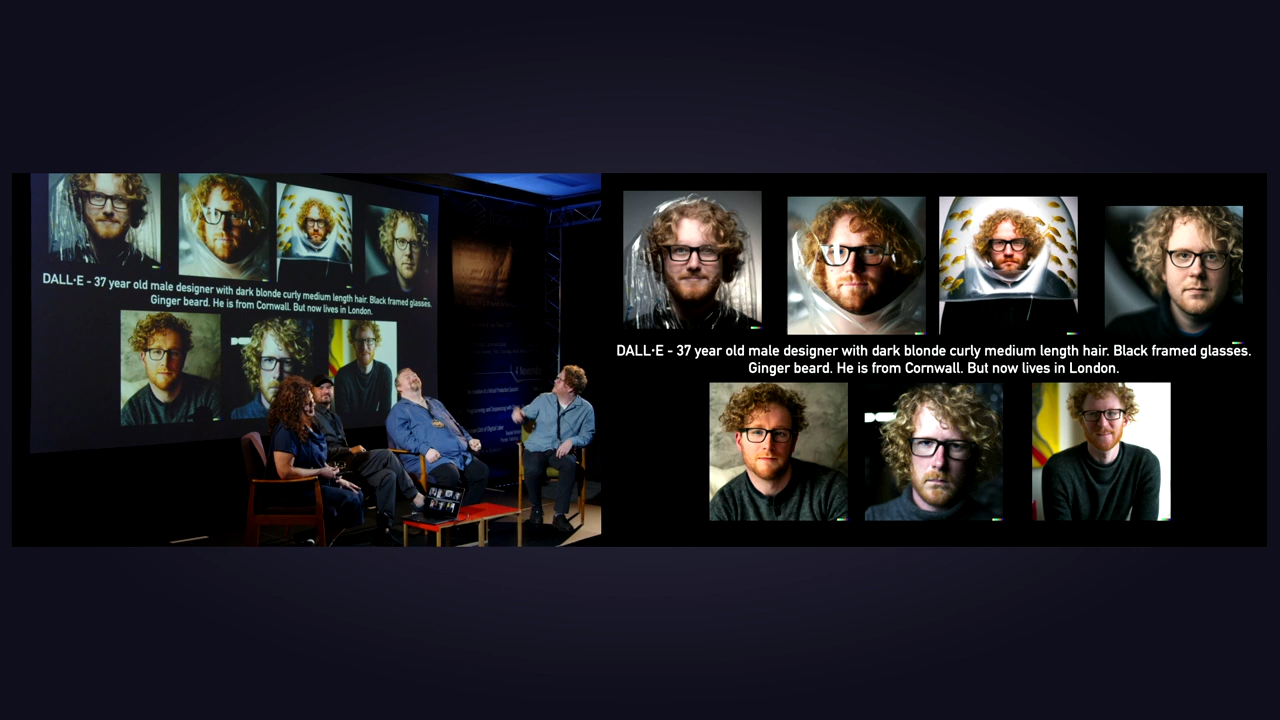 DALL·E - 37 year old male designer with dark blonde curly medium length hair. Black framed glasses.
Ginger beard. He is from Cornwall. But now lives in London.
DALL·E - 37 year old male designer with dark blonde curly medium length hair. Black framed glasses.
Ginger beard. He is from Cornwall. But now lives in London.